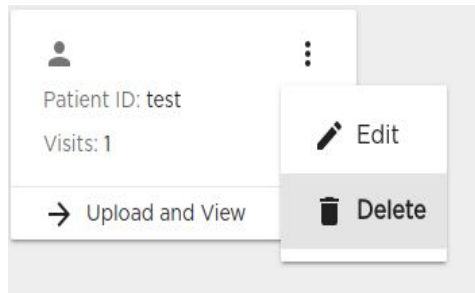 Patient ID: test
Visits: 1
Upload and View
Edit
Delete